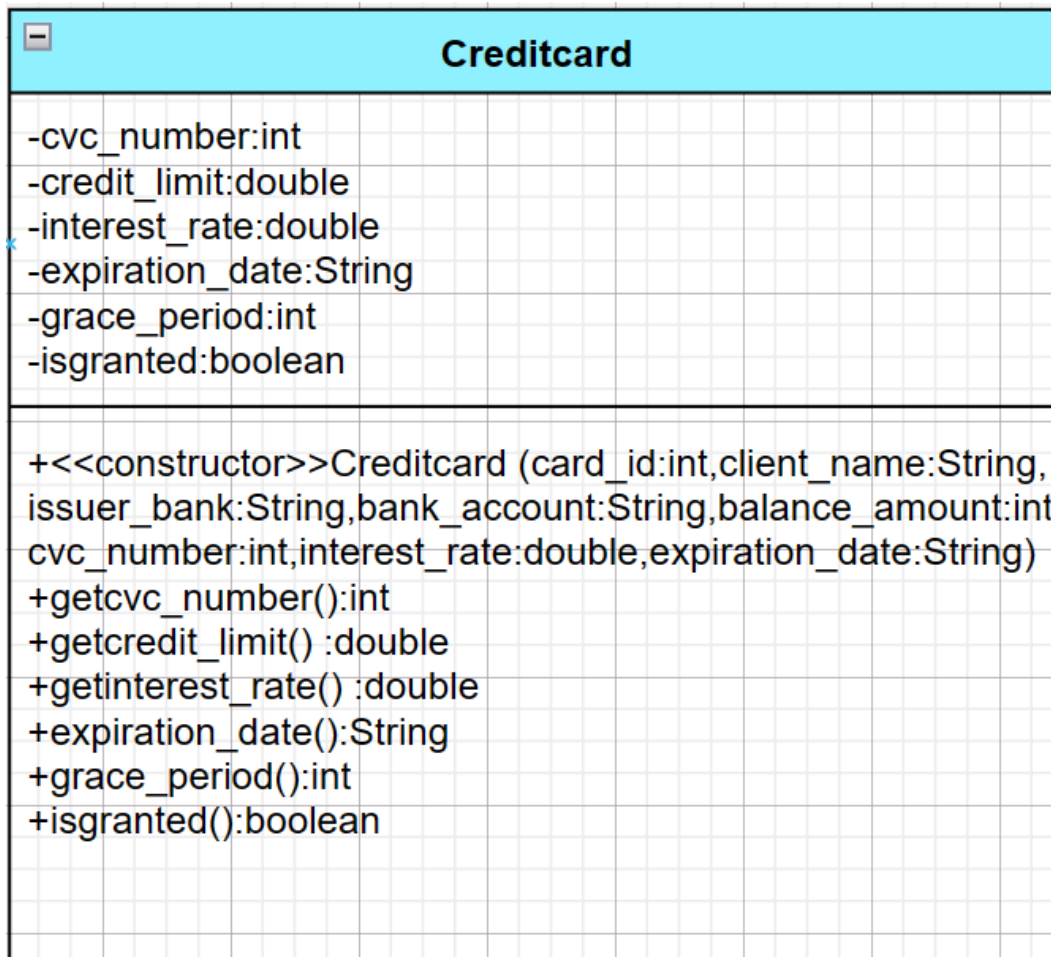 Creditcard
-cvc_number:int
-credit_limit:double
-interest_rate:double
-expiration_date:String
-grace_period:int
-isgranted:boolean
+<<constructor>>Creditcard (card_id:int,client_name:String,
issuer_bank:String,bank_account:String,balance_amount:int
cvc_number:int,interest_rate:double,expiration_date:String)
+getcvc_number():int
+getcredit_limit() :double
+getinterest_rate() :double
+expiration_date():String
+grace_period():int
+isgranted():boolean